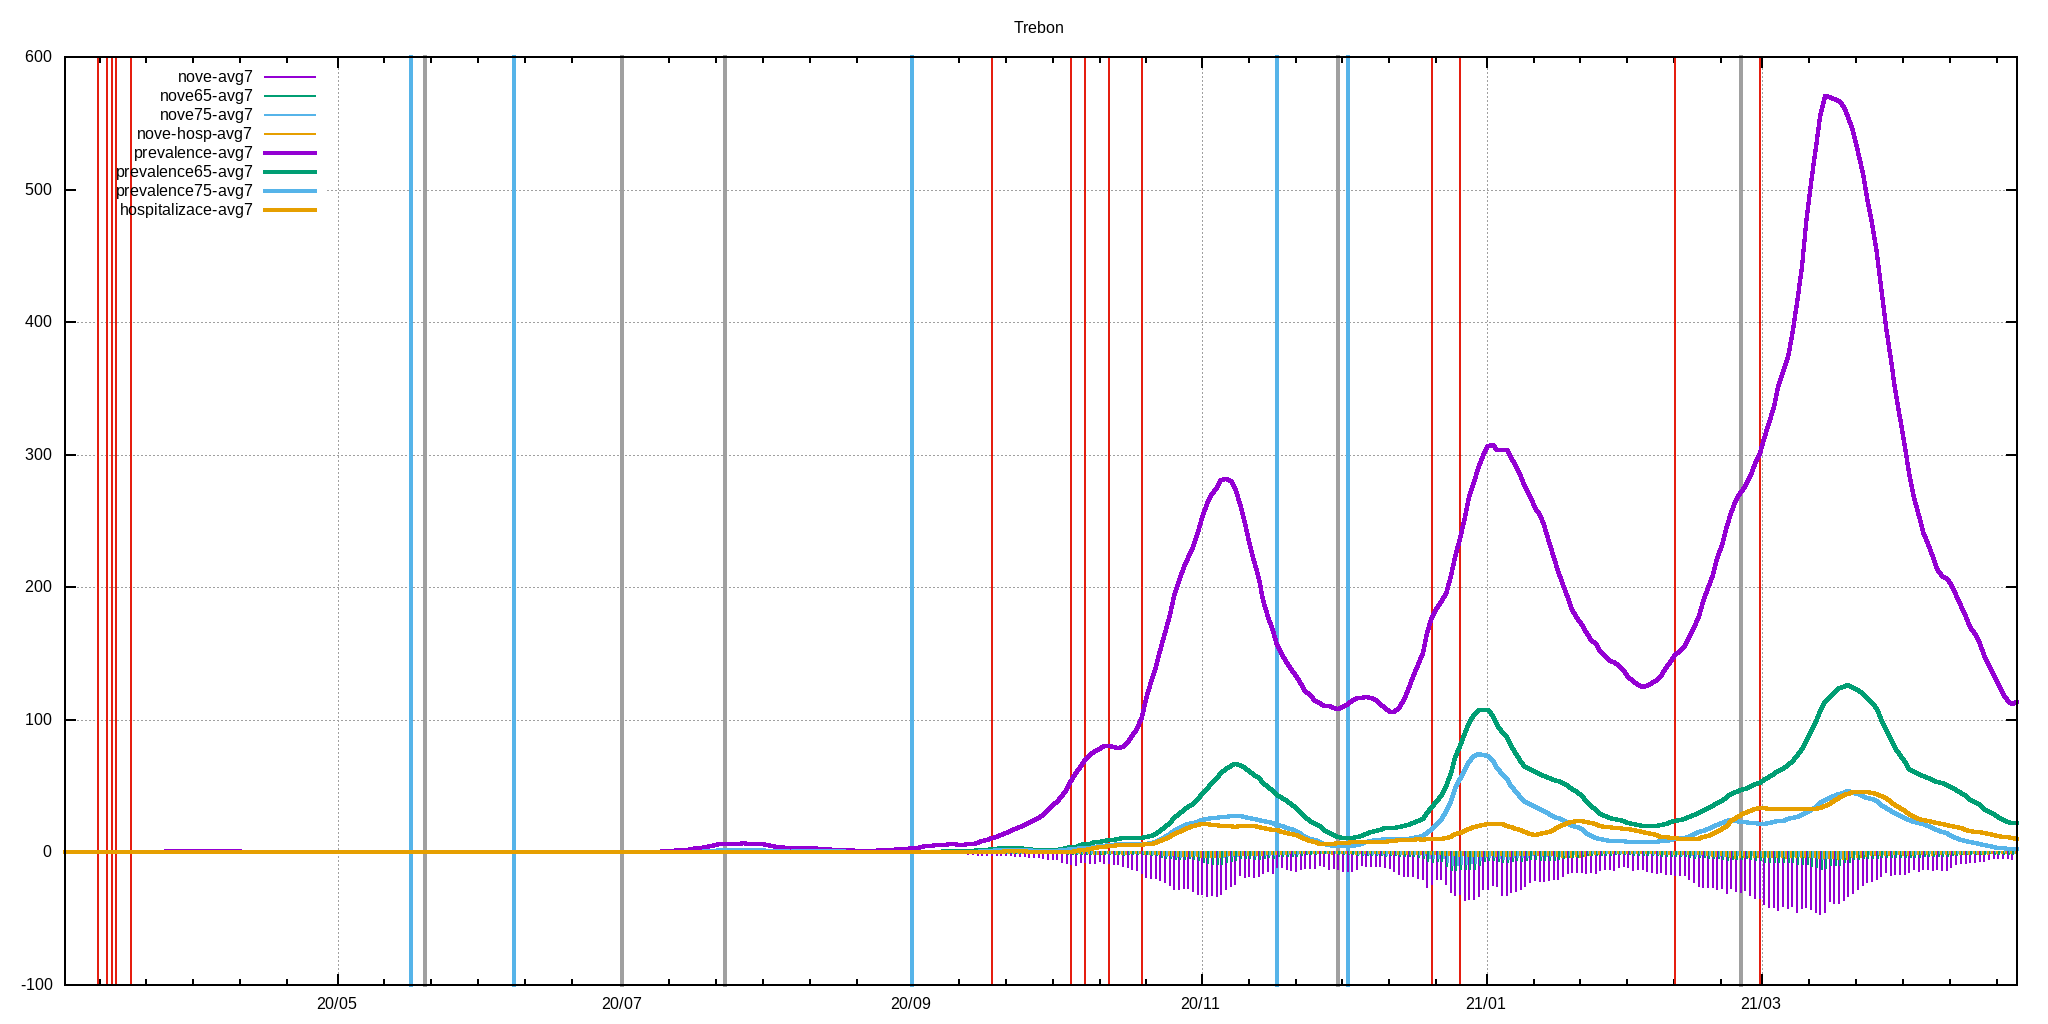 Trebon
600
500
400
300
200
100
0
-100
nove-avg7
nove65-avg7
nove75-avg7
nove-hosp-avg7
prevalence-avg7
prevalence65-avg7
prevalence75-avg7
hospitalizace-avg7
20/05 20/07 20/09 20/11 21/01 21/03